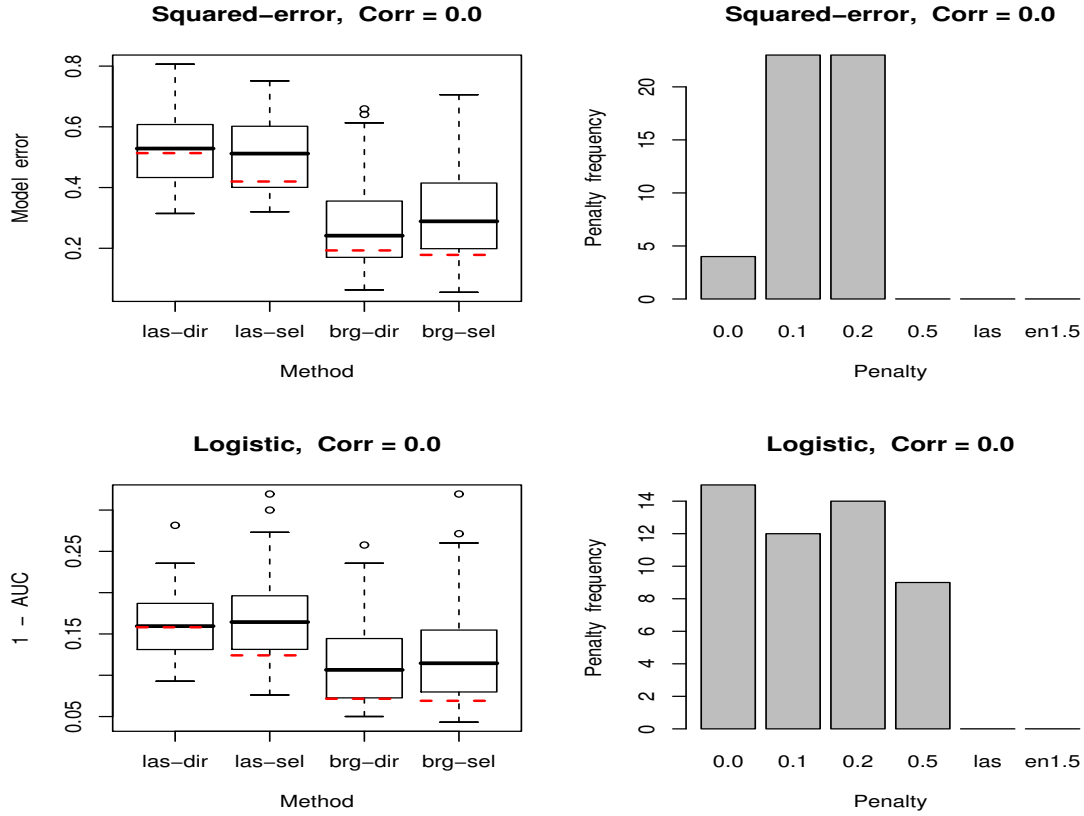 Squared−error, Corr = 0.0
Model error
0.8
0.6
0.4
0.2
las−dir
las−sel
brg−dir
brg−sel
Method
Squared−error, Corr = 0.0
Penalty frequency
20
15
10
5
0
0.0
0.1
0.2
0.5
las
en1.5
Penalty
Logistic, Corr = 0.0
1 − AUC
0.25
0.15
0.05
las−dir
las−sel
brg−dir
brg−sel
Method
Logistic, Corr = 0.0
Penalty frequency
14
12
10
8
6
4
2
0
0.0
0.1
0.2
0.5
las
en1.5
Penalty